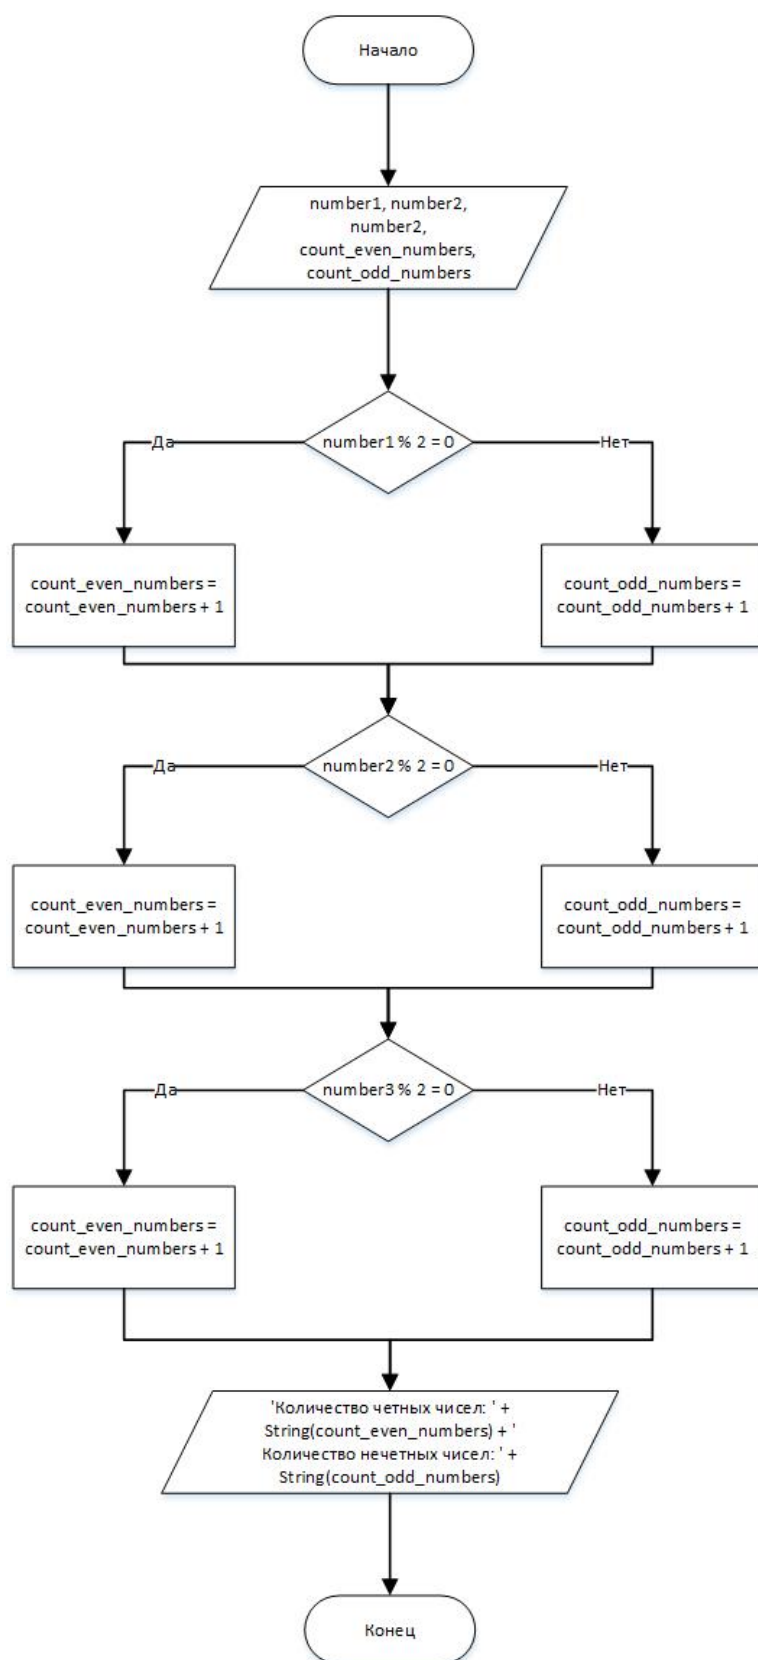 Начало
number1, number2,
number2,
count_even_numbers,
count_odd_numbers
number1 % 2 = 0
Да
Нет
count_even_numbers =
count_even_numbers + 1
count_odd_numbers =
count_odd_numbers + 1
number2 % 2 = 0
Да
Нет
count_even_numbers =
count_even_numbers + 1
count_odd_numbers =
count_odd_numbers + 1
number3 % 2 = 0
Да
Нет
count_even_numbers =
count_even_numbers + 1
count_odd_numbers =
count_odd_numbers + 1
'Количество четных чисел: ' +
String(count_even_numbers) + '
Количество нечетных чисел: ' +
String(count_odd_numbers)
Конец